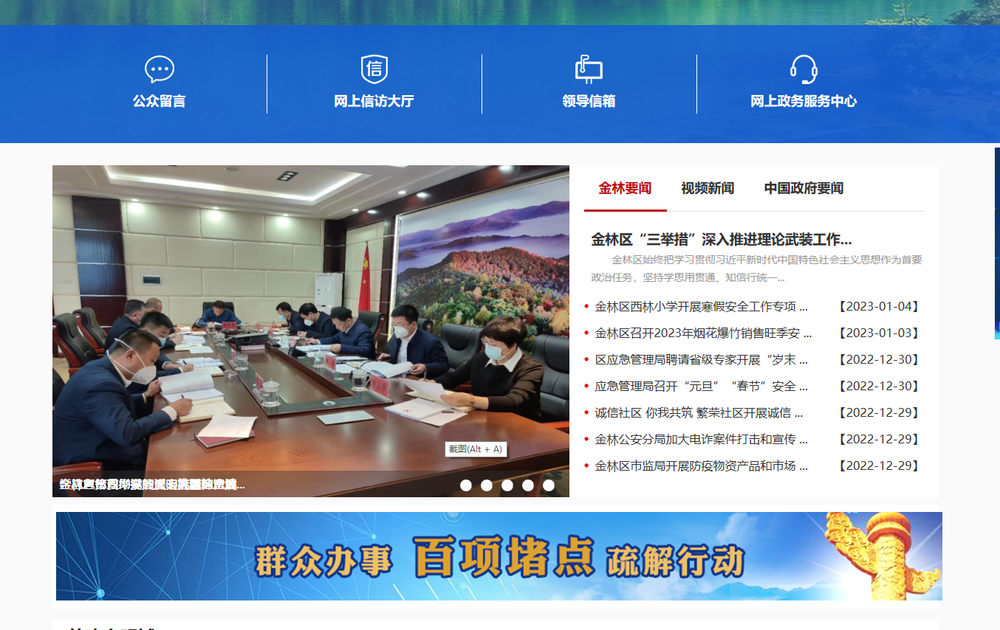 信
公众留言
网上信访大厅
领导信箱
网上政务服务中心
金林要闻
视频新闻
中国政府要闻
金林区“三举措”深入推进理论武装工作...
金林区始终把学习贯彻习近平新时代中国特色社会主义思想作为首要
政治任务，坚持学思用贯通、知信行统一...
金林区西林小学开展寒假安全工作专项 ... 【2023-01-04】
金林区召开2023年烟花爆竹销售旺季安 ... 【2023-01-03】
区应急管理局聘请省级专家开展“岁末 ... 【2022-12-30】
应急管理局召开“元旦”“春节”安全 ... 【2022-12-30】
诚信社区 你我共筑 繁荣社区开展诚信 ... 【2022-12-29】
金林公安分局加大电诈案件打击和宣传 ... 【2022-12-29】
金林区市监局开展防疫物资产品和市场 ... 【2022-12-29】
截图(Alt + A)
群众办事 百项堵点 疏解行动